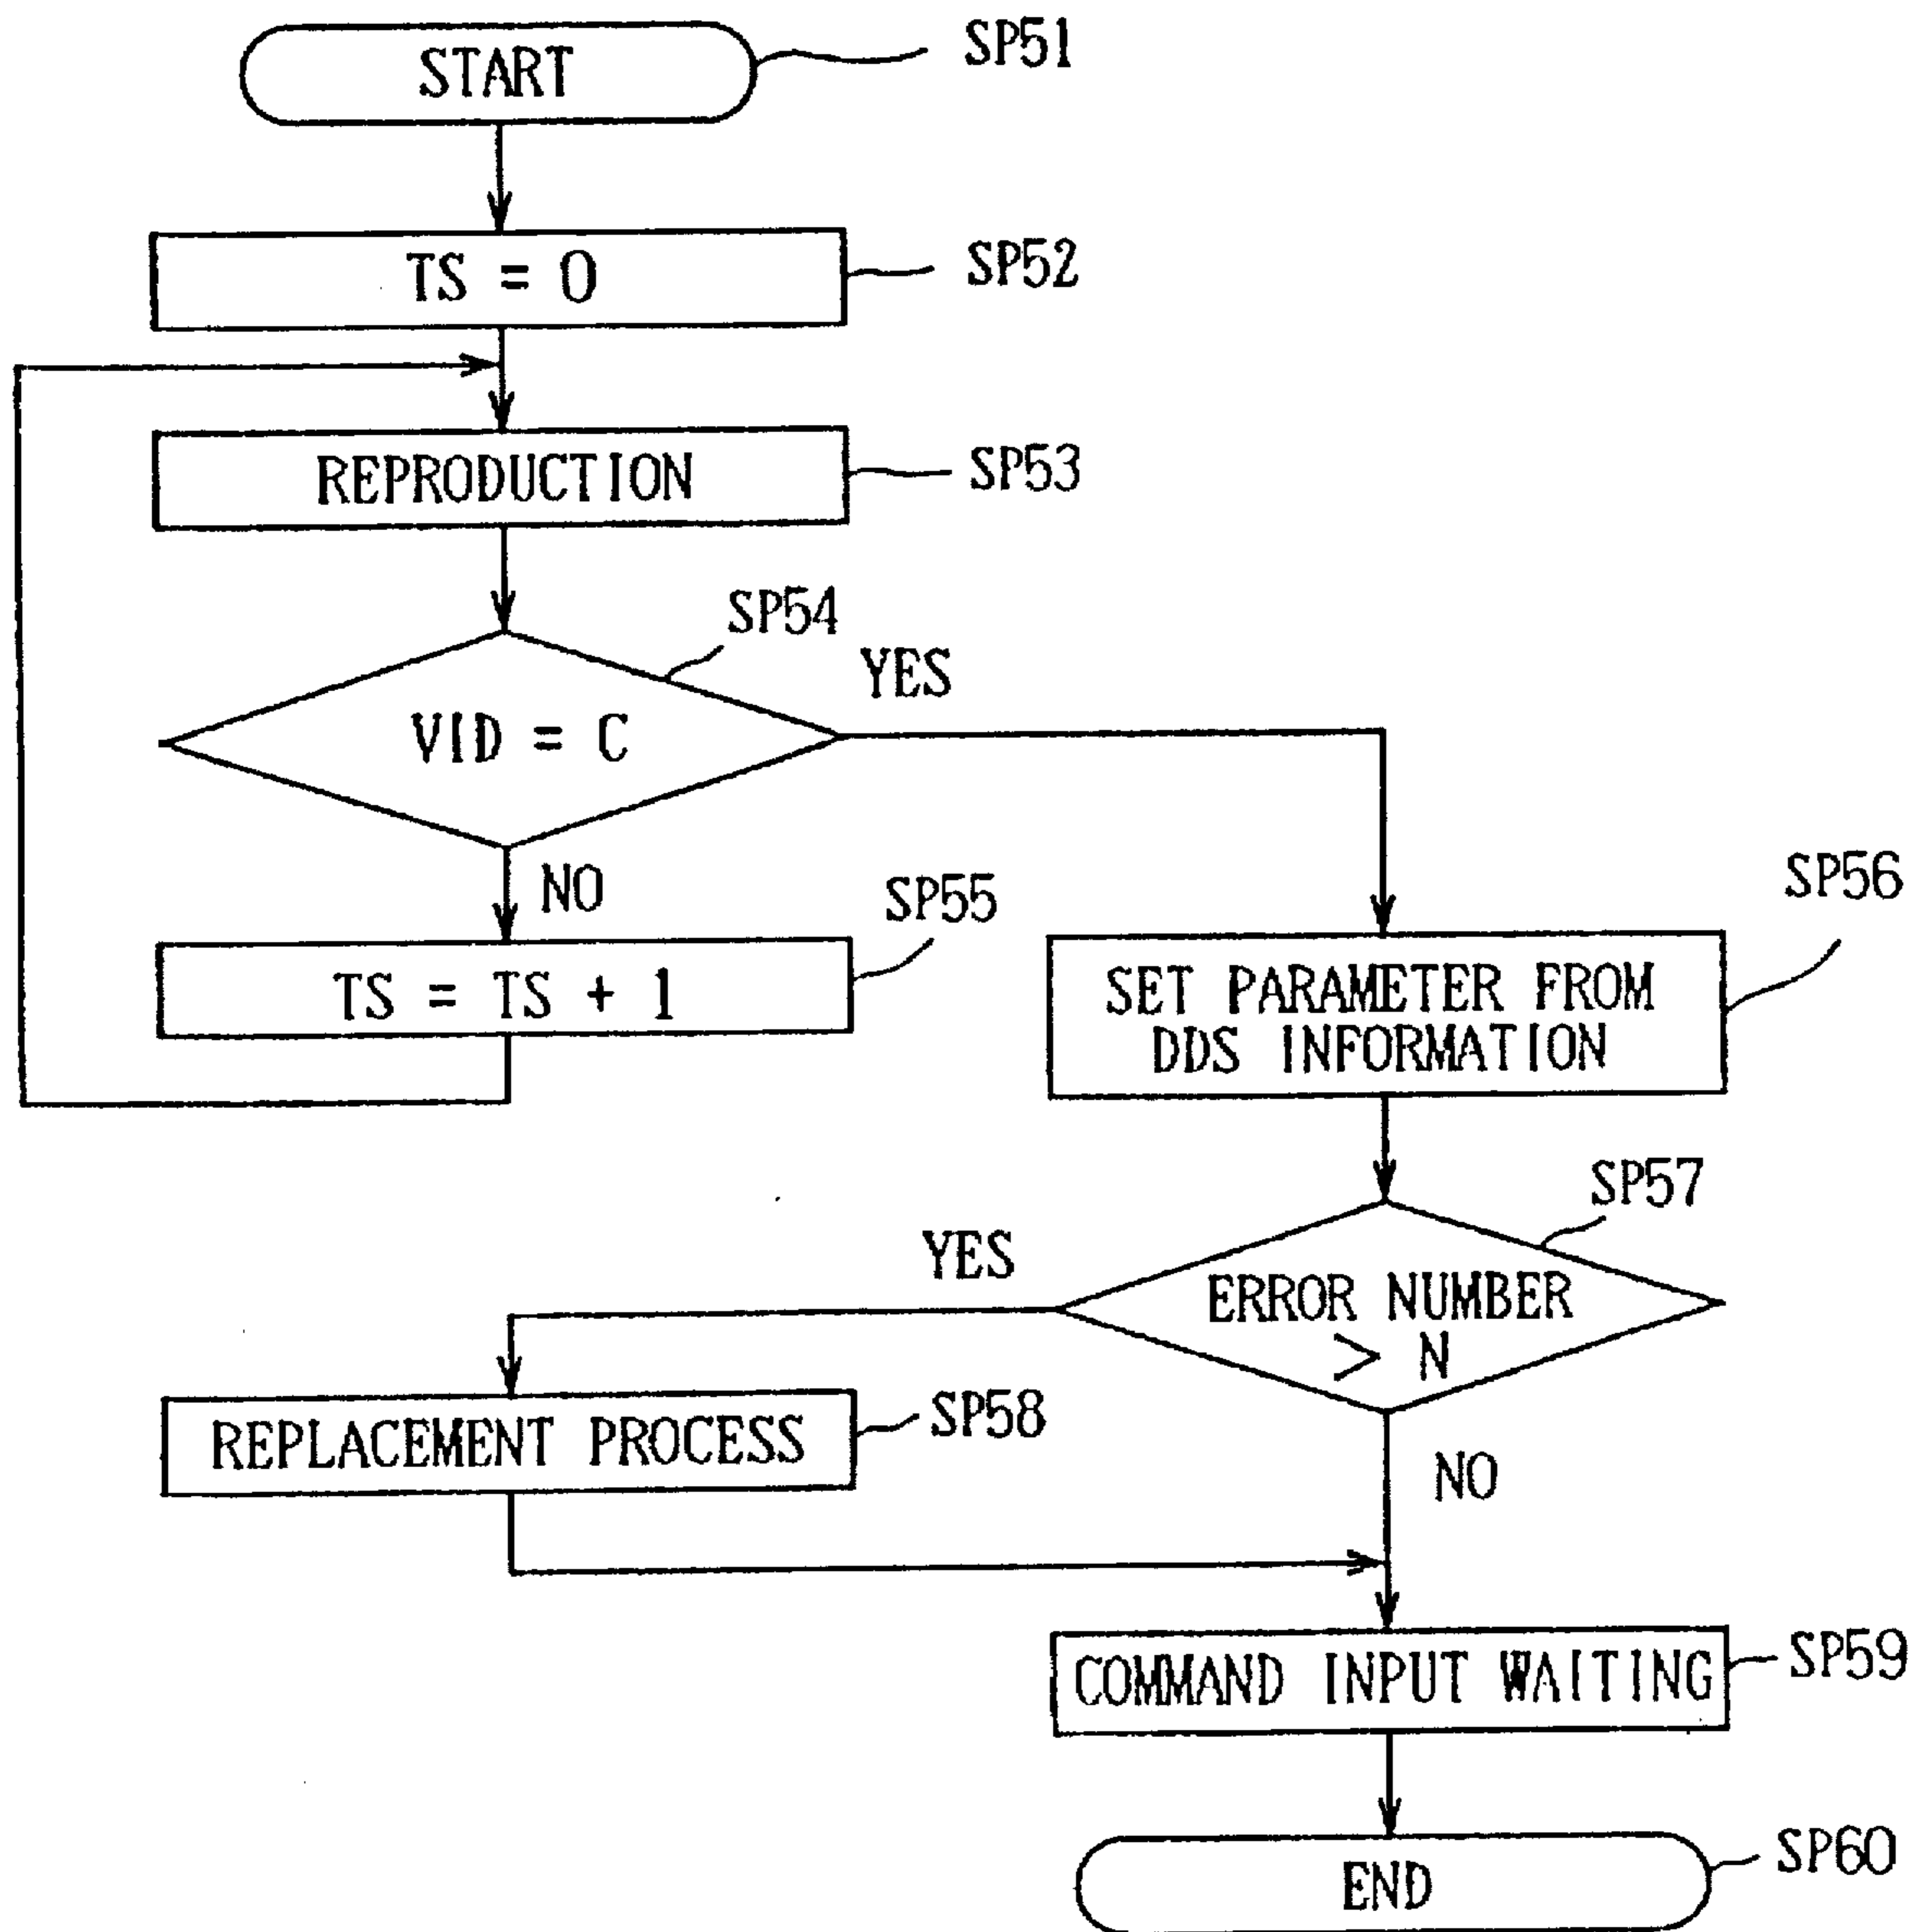 START
SP51
TS = 0
SP52
REPRODUCTION
SP53
SP54
VID = C
YES
NO
TS = TS + 1
SP55
SP56
SET PARAMETER FROM
DDS INFORMATION
SP57
ERROR NUMBER
> N
YES
NO
REPLACEMENT PROCESS
SP58
COMMAND INPUT WAITING
SP59
END
SP60